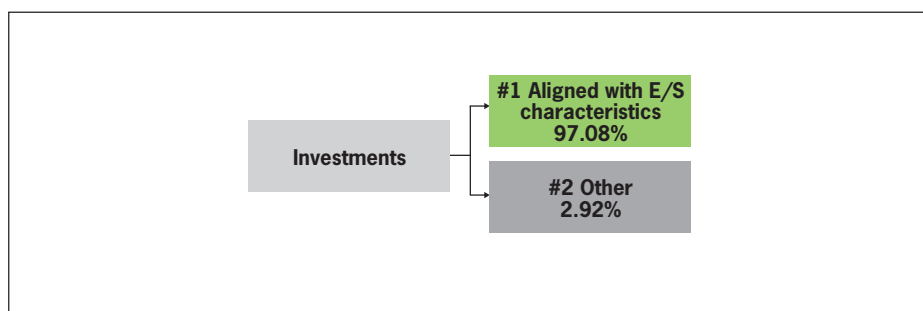 #1 Aligned with E/S
characteristics
97.08%
Investments
#2 Other
2.92%